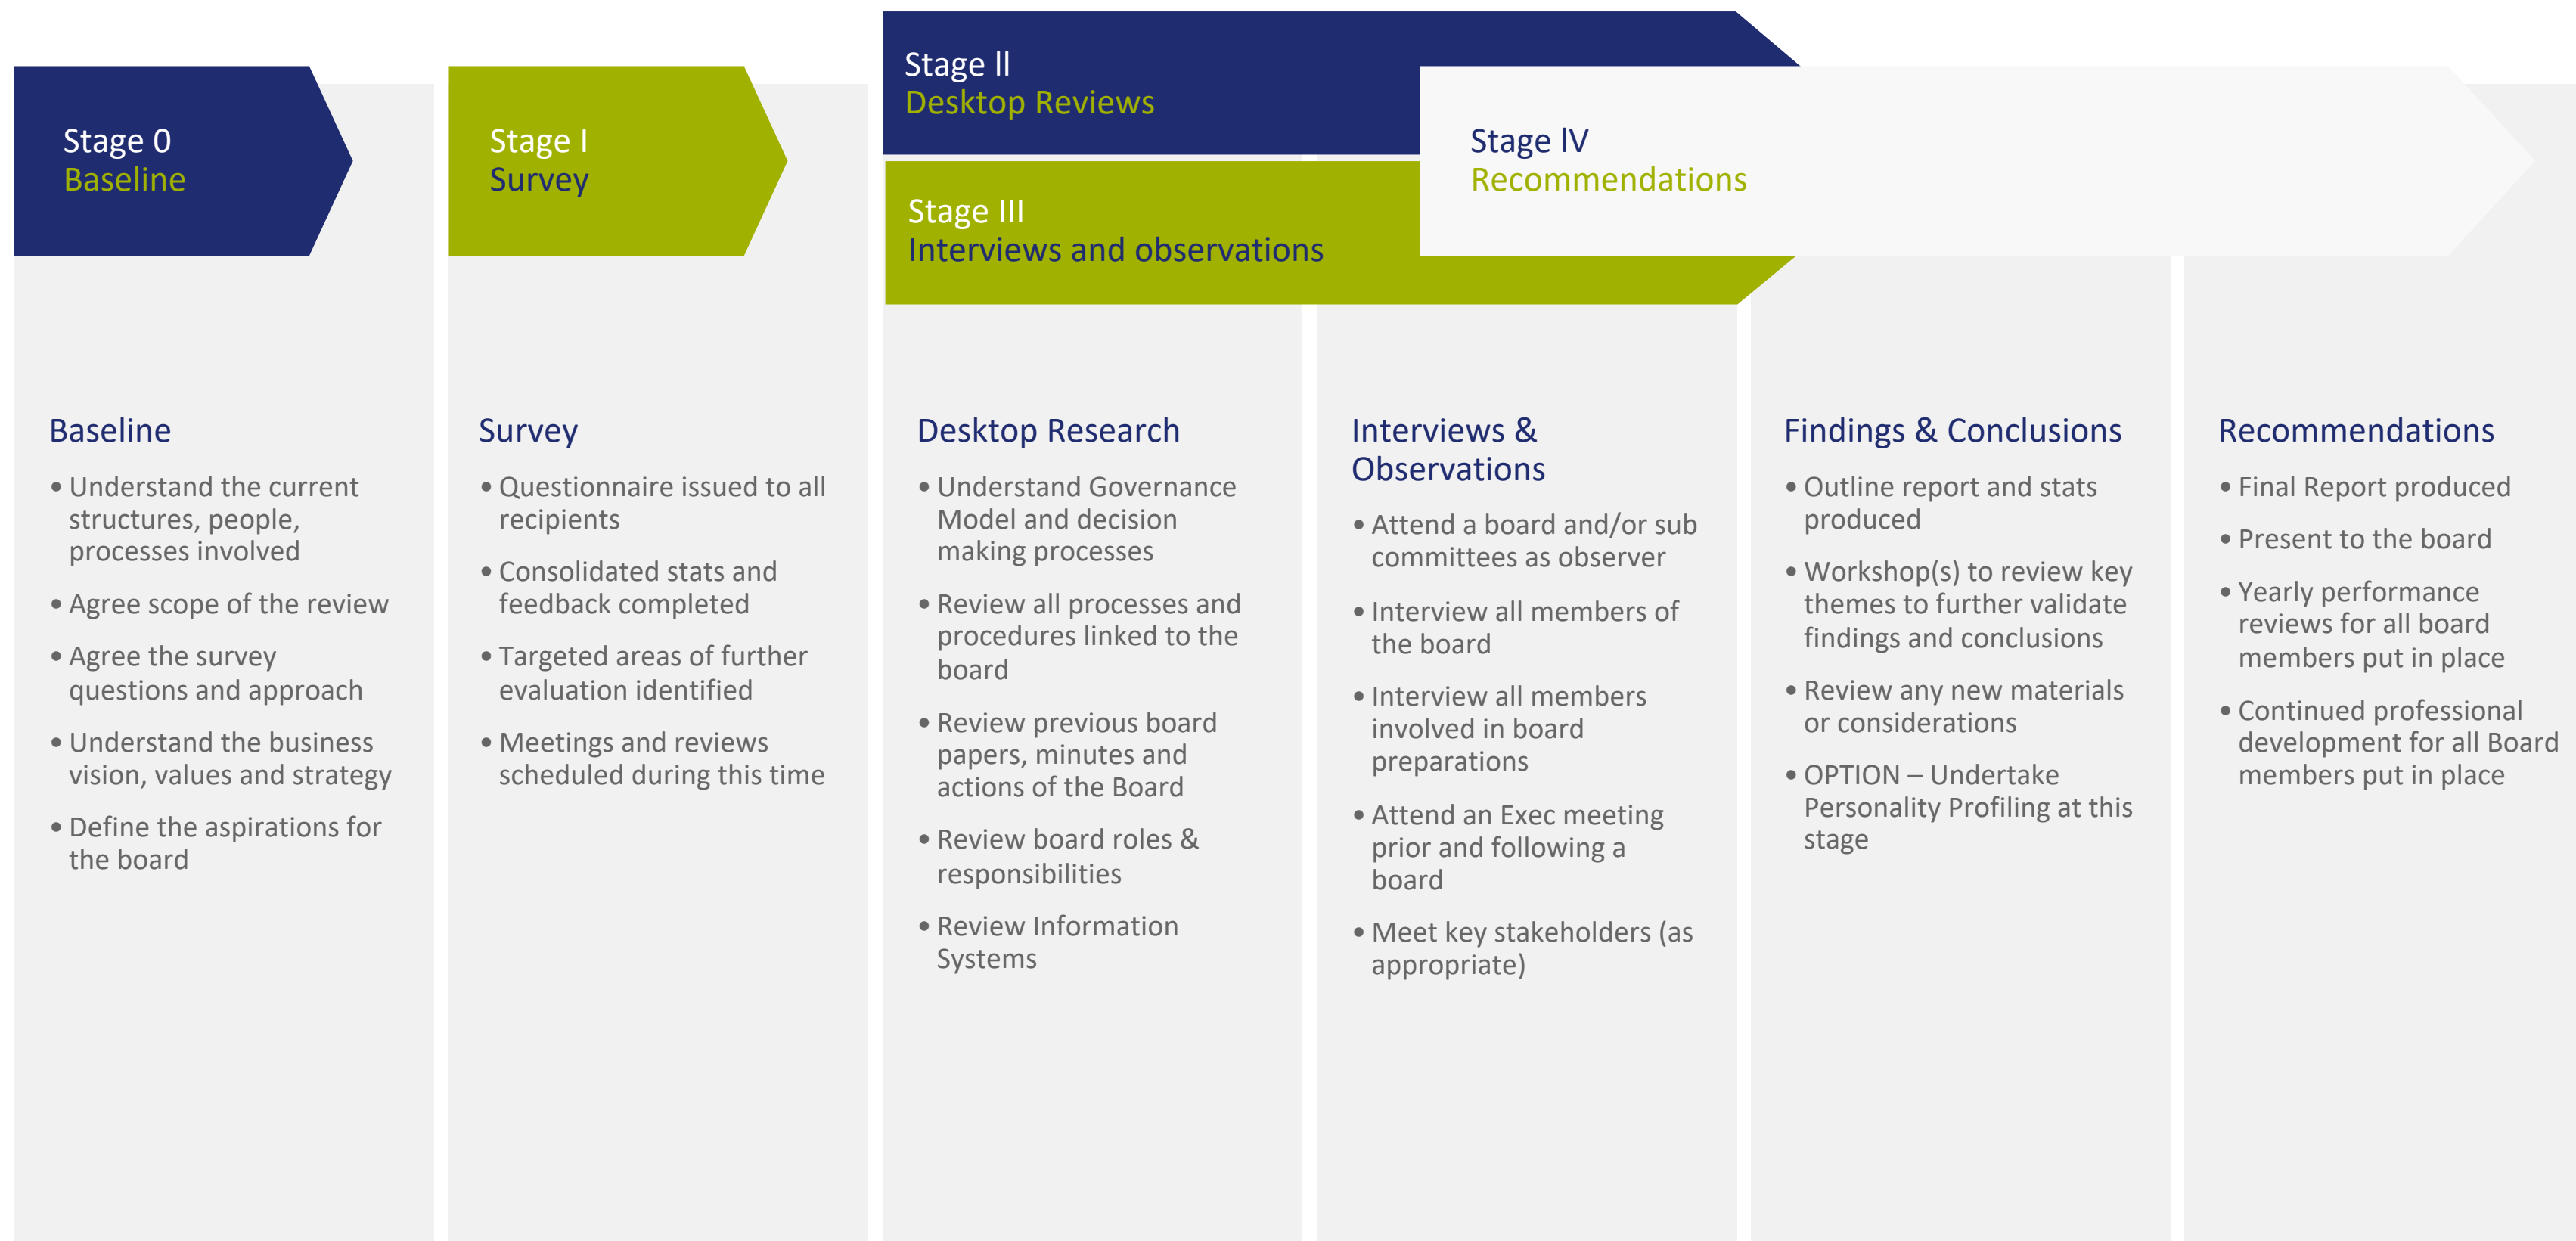 Stage 0
Baseline
Stage I
Survey
Stage ll
Desktop Reviews
Stage III
Interviews and observations
Stage lV
Recommendations
Baseline
• Understand the current
structures, people,
processes involved
• Agree scope of the review
• Agree the survey
questions and approach
• Understand the business
vision, values and strategy
• Define the aspirations for
the board
Survey
• Questionnaire issued to all
recipients
• Consolidated stats and
feedback completed
• Targeted areas of further
evaluation identified
• Meetings and reviews
scheduled during this time
Desktop Research
• Understand Governance
Model and decision
making processes
• Review all processes and
procedures linked to the
board
• Review previous board
papers, minutes and
actions of the Board
• Review board roles &
responsibilities
• Review Information
Systems
Interviews &
Observations
• Attend a board and/or sub
committees as observer
• Interview all members of
the board
• Interview all members
involved in board
preparations
• Attend an Exec meeting
prior and following a
board
• Meet key stakeholders (as
appropriate)
Findings & Conclusions
• Outline report and stats
produced
• Workshop(s) to review key
themes to further validate
findings and conclusions
• Review any new materials
or considerations
• OPTION – Undertake
Personality Profiling at this
stage
Recommendations
• Final Report produced
• Present to the board
• Yearly performance
reviews for all board
members put in place
• Continued professional
development for all Board
members put in place